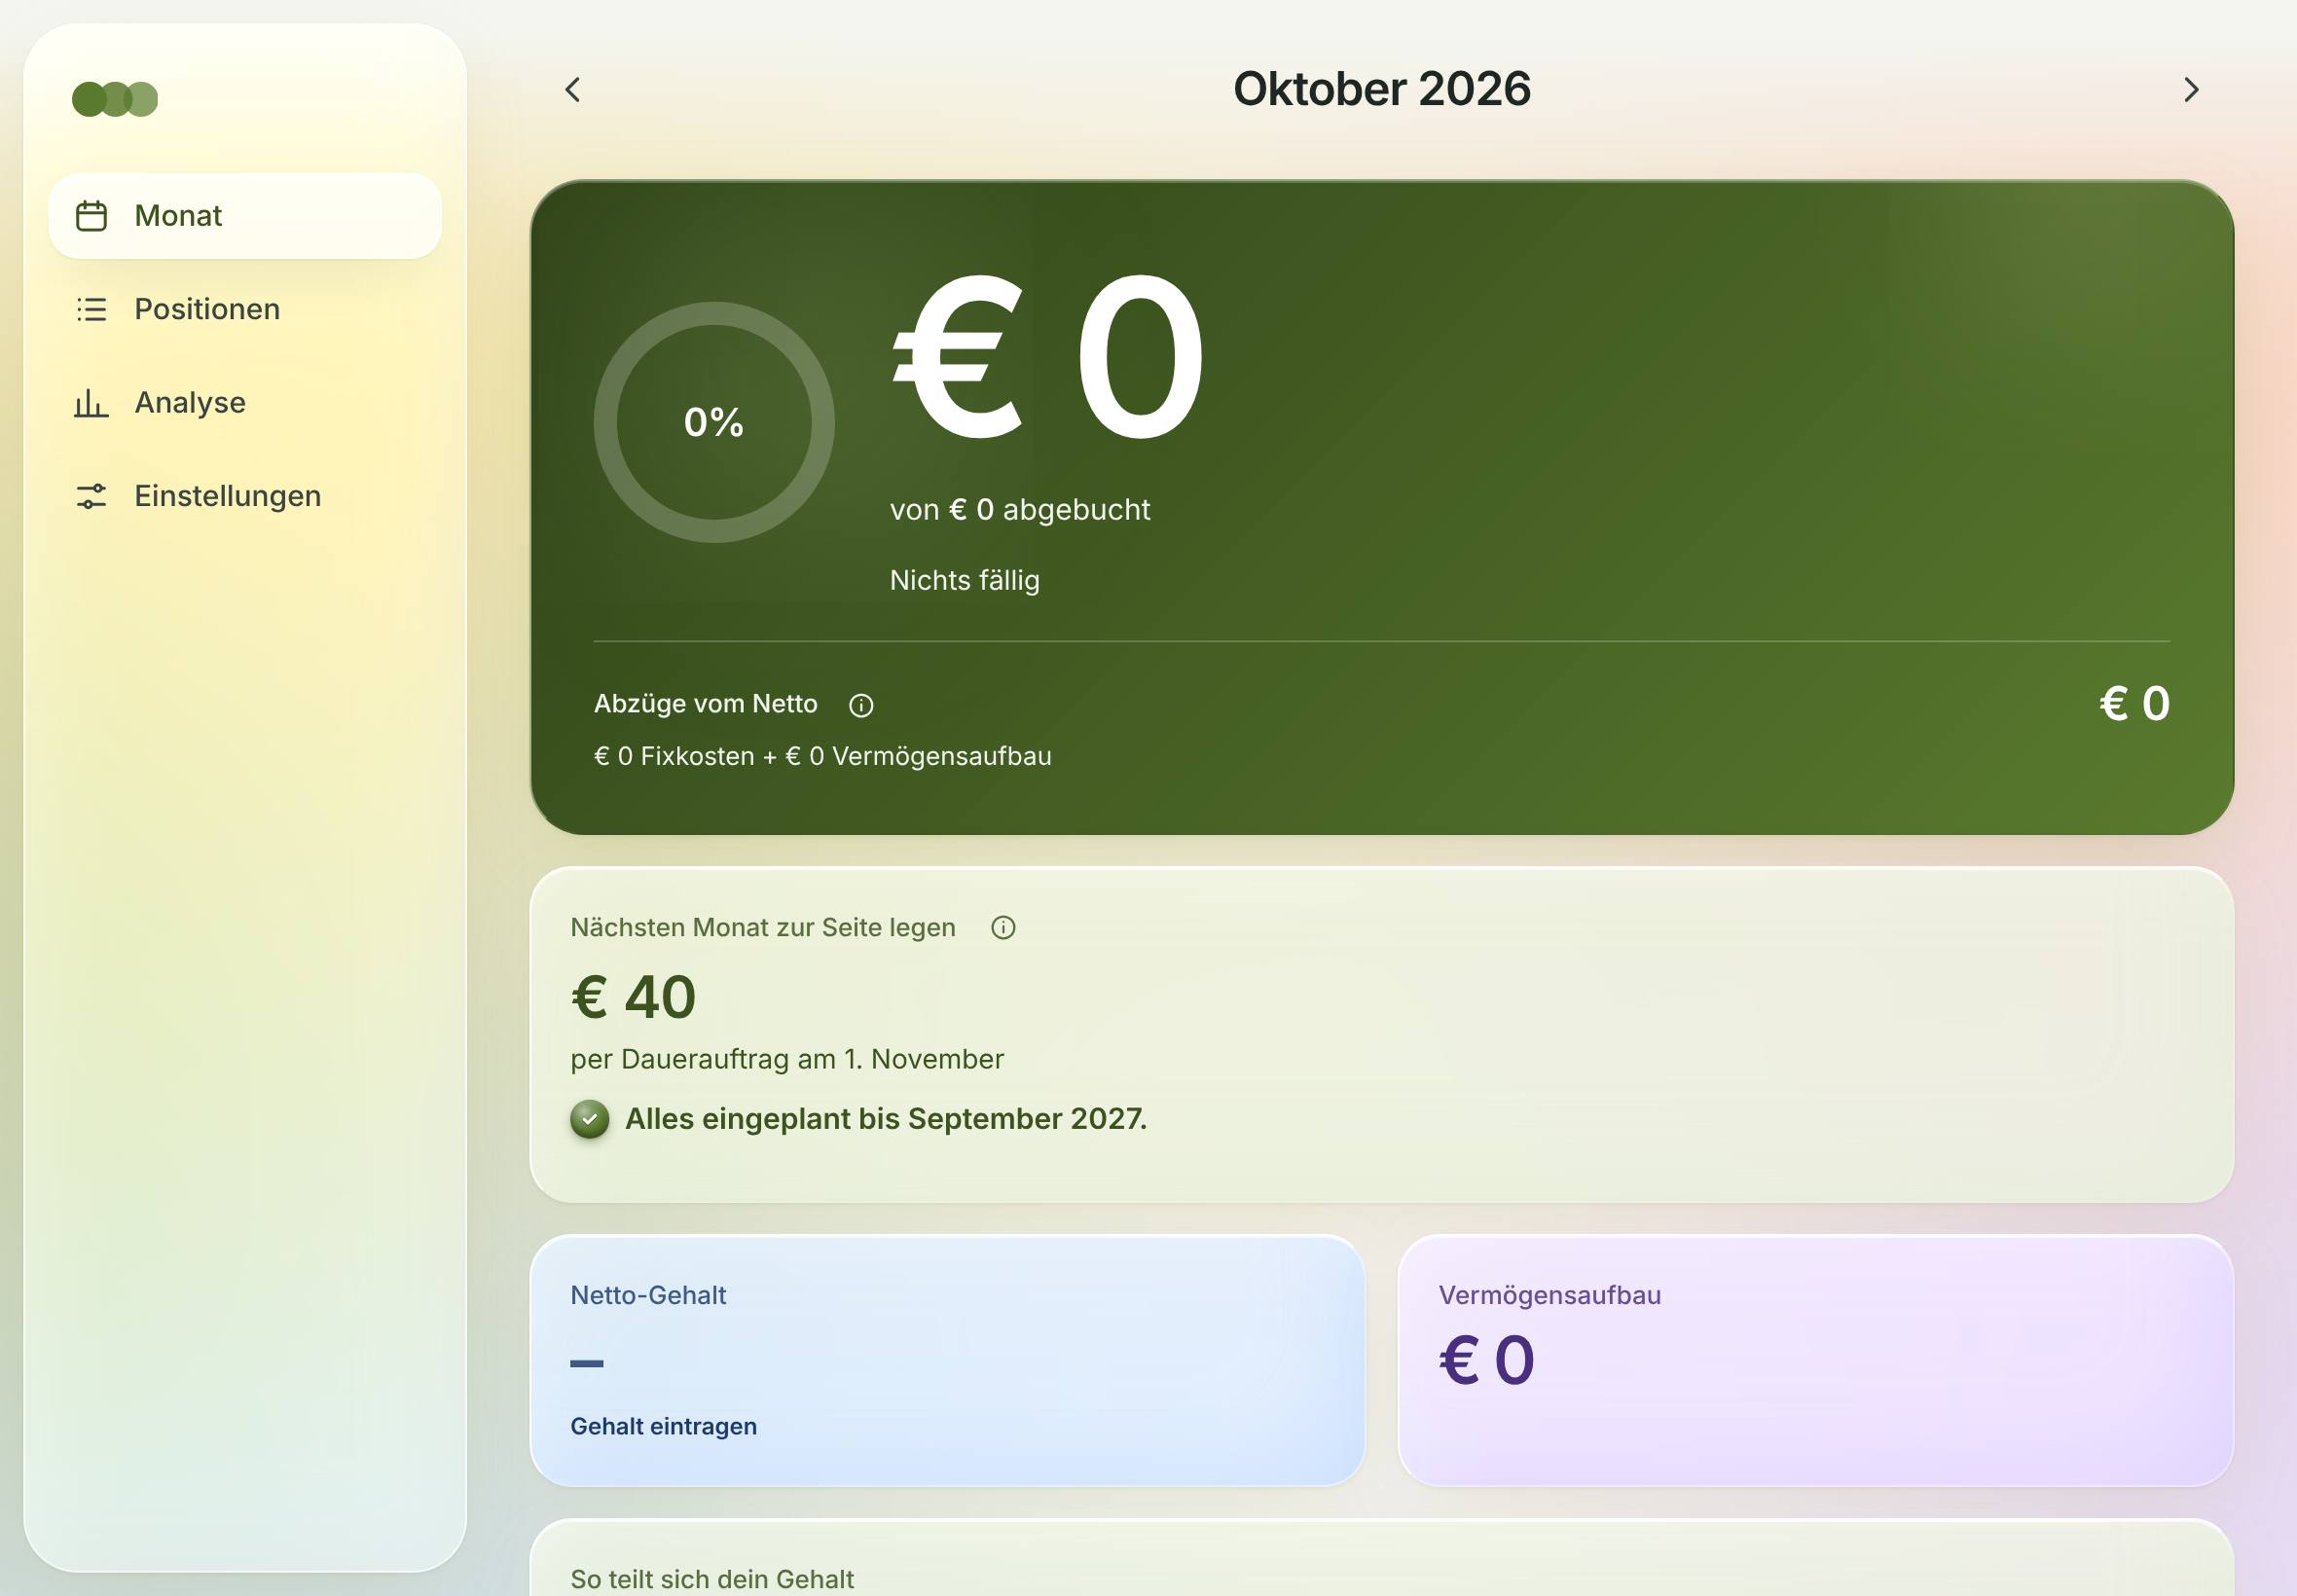 Oktober 2026
Monat
Positionen
Analyse
Einstellungen
0%
€ 0
von € 0 abgebucht
Nichts fällig
Abzüge vom Netto
€ 0
€ 0 Fixkosten + € 0 Vermögensaufbau
Nächsten Monat zur Seite legen
€ 40
per Dauerauftrag am 1. November
Alles eingeplant bis September 2027.
Netto-Gehalt
–
Gehalt eintragen
Vermögensaufbau
€ 0
So teilt sich dein Gehalt